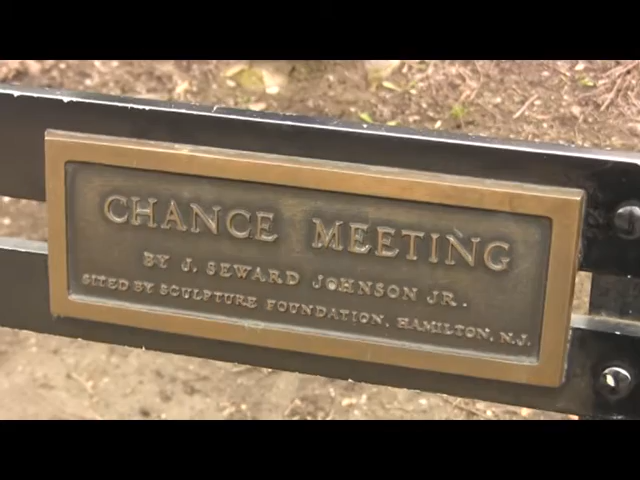 CHANCE MEETING
BY J. SEWARD JOHNSON JR.
SITED BY SCULPTURE FOUNDATION, HAMILTON, N.J.